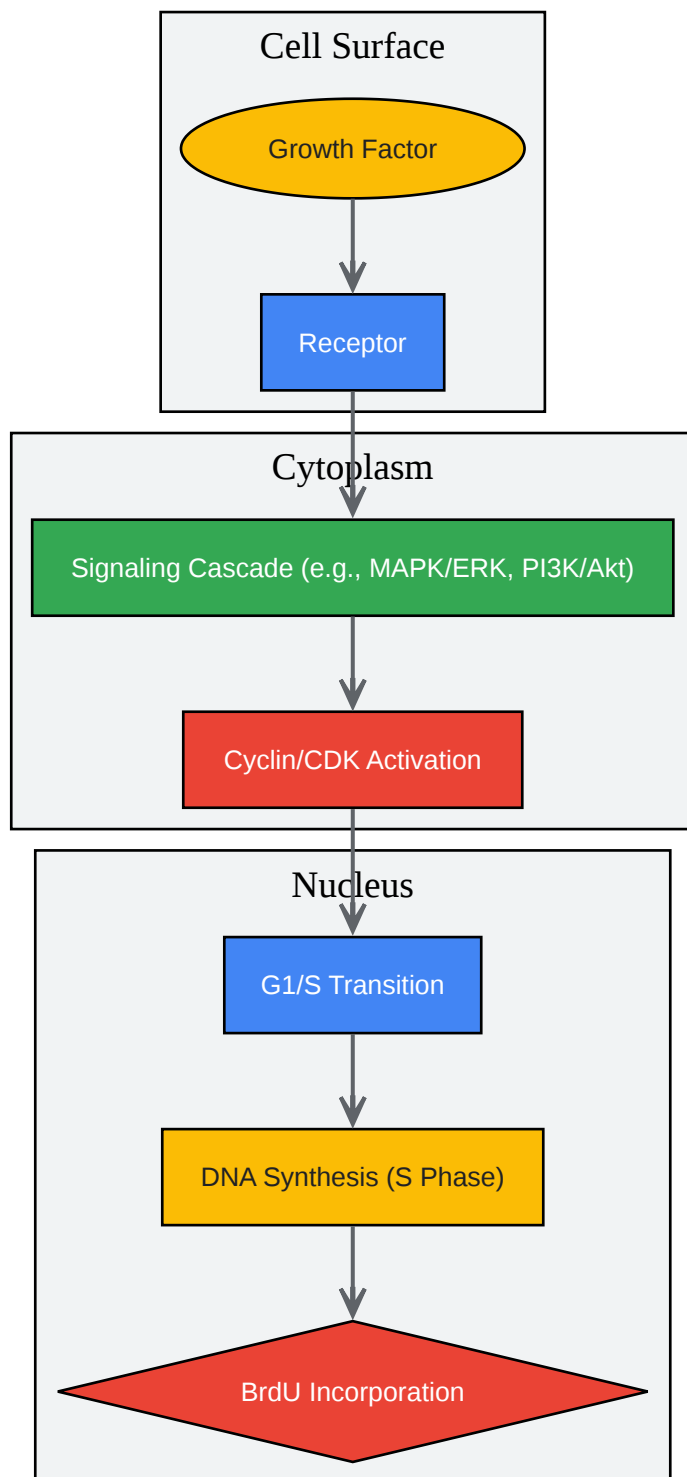 Cell Surface
Growth Factor
Receptor
Cytoplasm
Signaling Cascade (e.g., MAPK/ERK, PI3K/Akt)
Cyclin/CDK Activation
Nucleus
G1/S Transition
DNA Synthesis (S Phase)
BrdU Incorporation